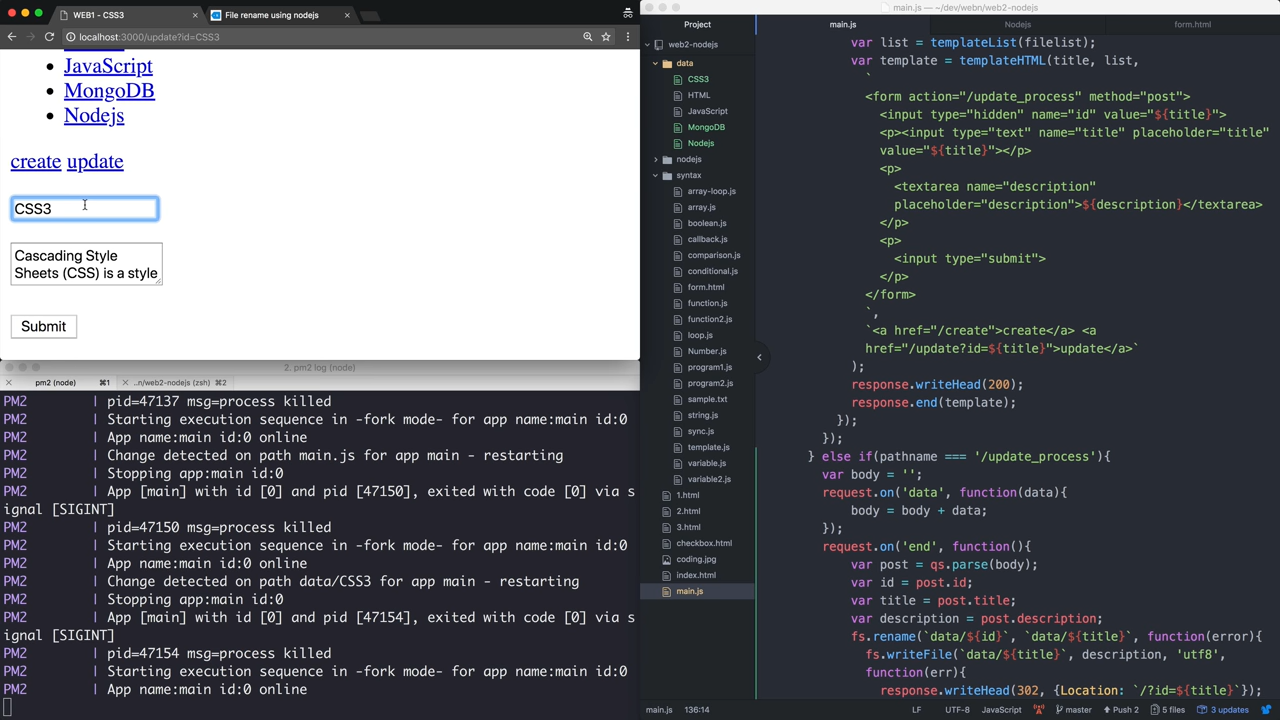 WEB1 - CSS3
File rename using nodejs
localhost:3000/update?id=CSS3
JavaScript
MongoDB
Nodejs
create update
CSS3
Cascading Style
Sheets (CSS) is a style
Submit
2. pm2 log (node)
pm2 (node) ⌘1 ..n/web2-nodejs (zsh) ⌘2
PM2 | pid=47137 msg=process killed
PM2 | Starting execution sequence in -fork mode- for app name:main id:0
PM2 | App name:main id:0 online
PM2 | Change detected on path main.js for app main - restarting
PM2 | Stopping app:main id:0
PM2 | App [main] with id [0] and pid [47150], exited with code [0] via s
ignal [SIGINT]
PM2 | pid=47150 msg=process killed
PM2 | Starting execution sequence in -fork mode- for app name:main id:0
PM2 | App name:main id:0 online
PM2 | Change detected on path data/CSS3 for app main - restarting
PM2 | Stopping app:main id:0
PM2 | App [main] with id [0] and pid [47154], exited with code [0] via s
ignal [SIGINT]
PM2 | pid=47154 msg=process killed
PM2 | Starting execution sequence in -fork mode- for app name:main id:0
PM2 | App name:main id:0 online
main.js — ~/dev/webn/web2-nodejs
Project
web2-nodejs
data
CSS3
HTML
JavaScript
MongoDB
Nodejs
nodejs
syntax
array-loop.js
array.js
boolean.js
callback.js
comparison.js
conditional.js
form.html
function.js
function2.js
loop.js
Number.js
program1.js
program2.js
sample.txt
string.js
sync.js
template.js
variable.js
variable2.js
1.html
2.html
3.html
checkbox.html
coding.jpg
index.html
main.js
main.js Nodejs form.html
var list = templateList(filelist);
var template = templateHTML(title, list,
`
<form action="/update_process" method="post">
<input type="hidden" name="id" value="${title}">
<p><input type="text" name="title" placeholder="title"
value="${title}"></p>
<p>
<textarea name="description"
placeholder="description">${description}</textarea>
</p>
<p>
<input type="submit">
</p>
</form>
`,
`<a href="/create">create</a> <a
href="/update?id=${title}">update</a>`
);
response.writeHead(200);
response.end(template);
});
});
} else if(pathname === '/update_process'){
var body = '';
request.on('data', function(data){
body = body + data;
});
request.on('end', function(){
var post = qs.parse(body);
var id = post.id;
var title = post.title;
var description = post.description;
fs.rename(`data/${id}`, `data/${title}`, function(error){
fs.writeFile(`data/${title}`, description, 'utf8',
function(err){
response.writeHead(302, {Location: `/?id=${title}`});
main.js 136:14 LF UTF-8 JavaScript master Push 2 5 files 3 updates